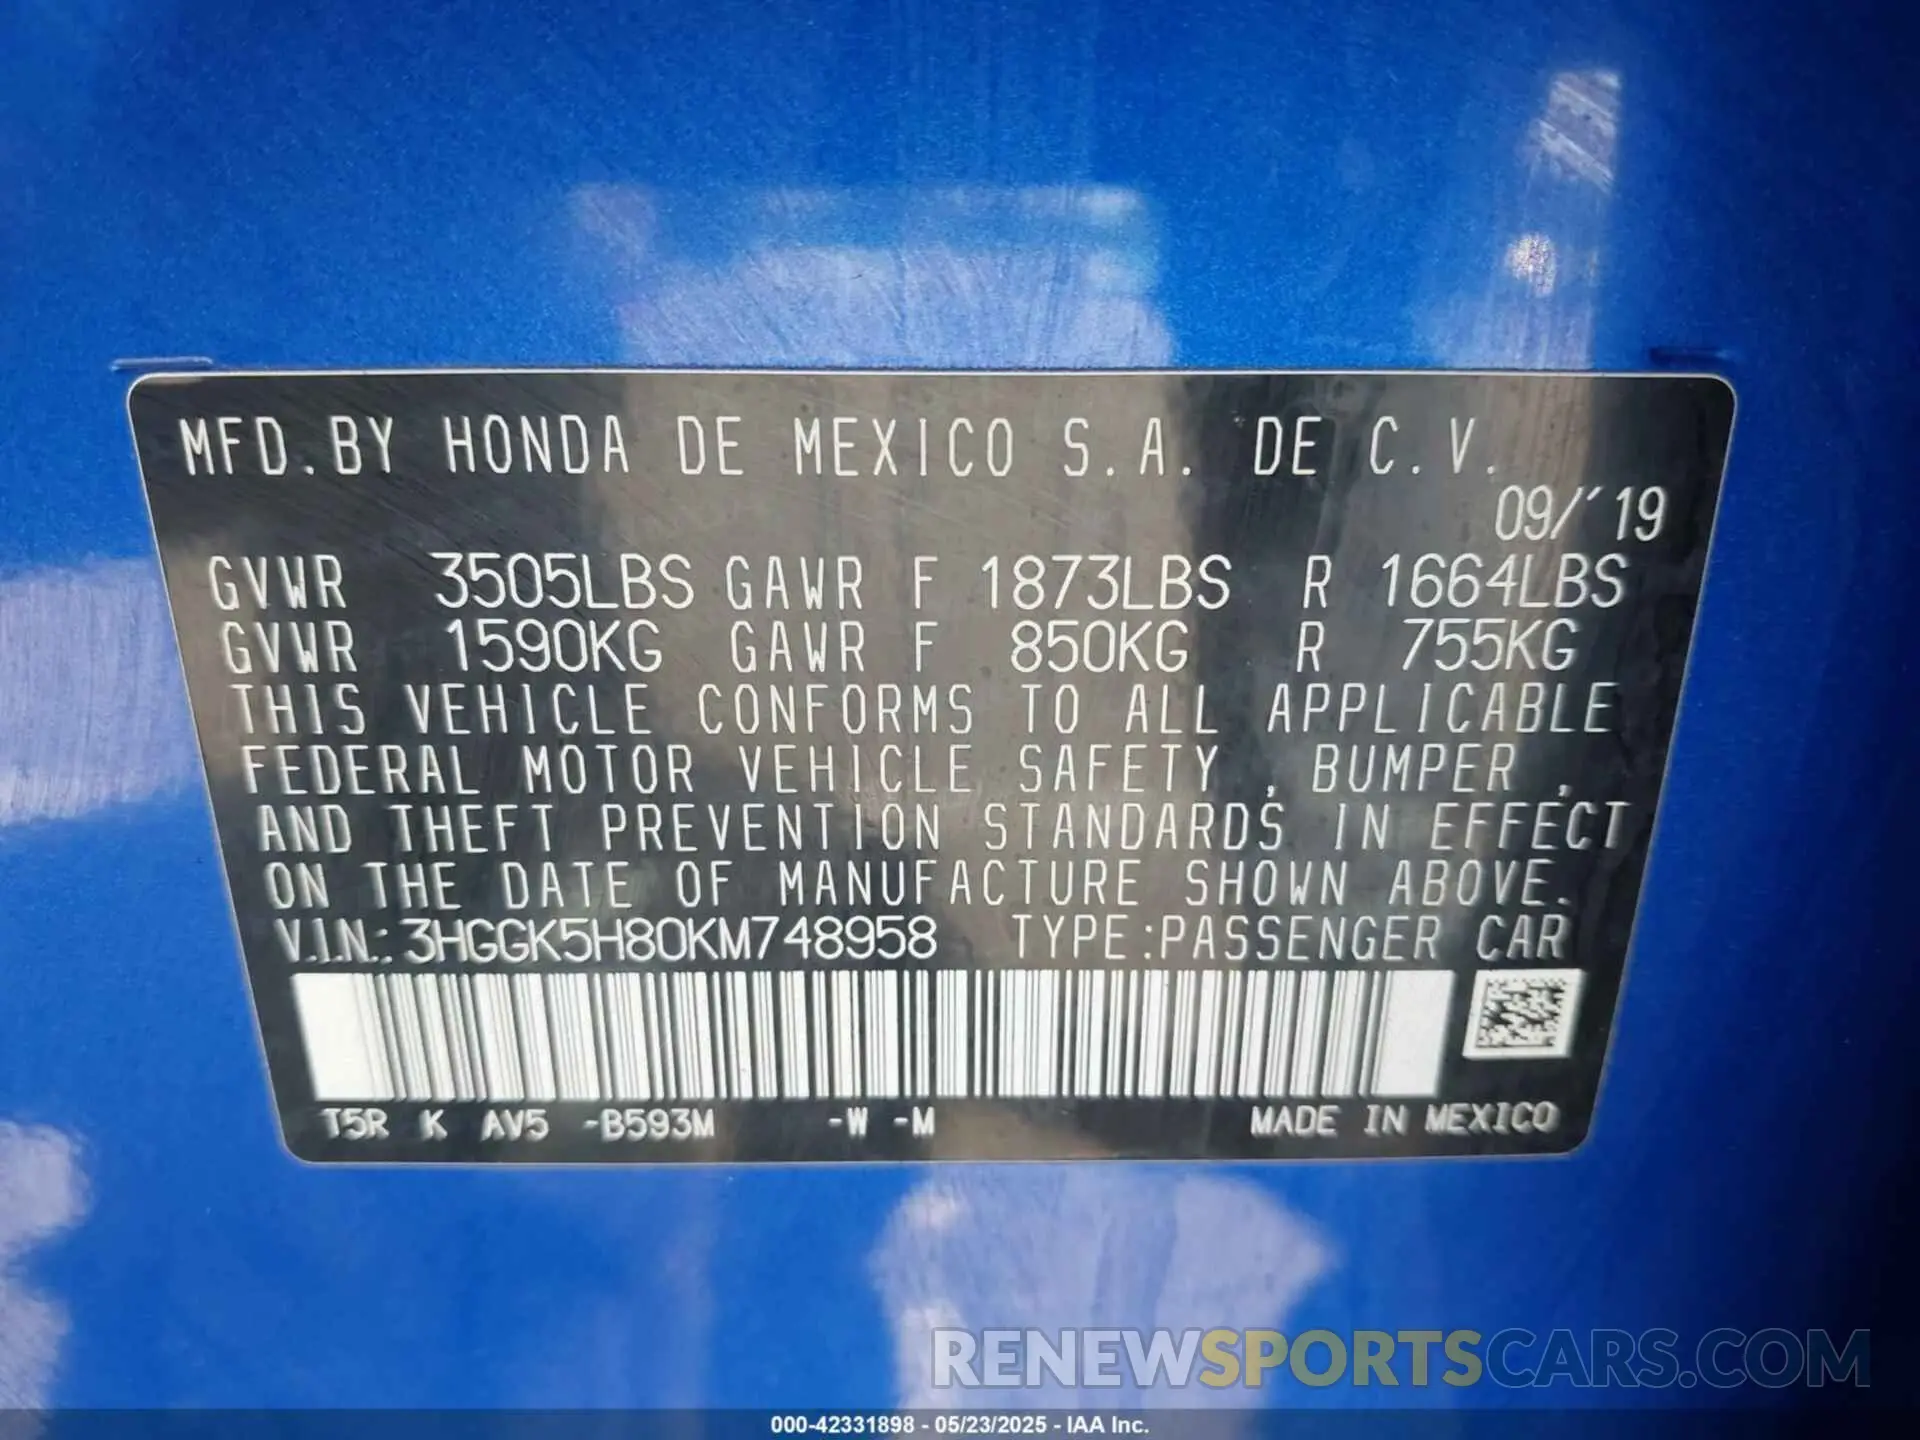 MFD.BY HONDA DE MEXICO S.A. DE C.V.
09/'19
GVWR 3505LBS GAWR F 1873LBS R 1664LBS
GVWR 1590KG GAWR F 850KG R 755KG
THIS VEHICLE CONFORMS TO ALL APPLICABLE
FEDERAL MOTOR VEHICLE SAFETY , BUMPER ,
AND THEFT PREVENTION STANDARDS IN EFFECT
ON THE DATE OF MANUFACTURE SHOWN ABOVE.
V.I.N.: 3HGGK5H80KM748958 TYPE:PASSENGER CAR
T5R K AV5 -B593M -W -M MADE IN MEXICO
RENEWSPORTSCARS.COM
000-42331898 - 05/23/2025 - IAA Inc.